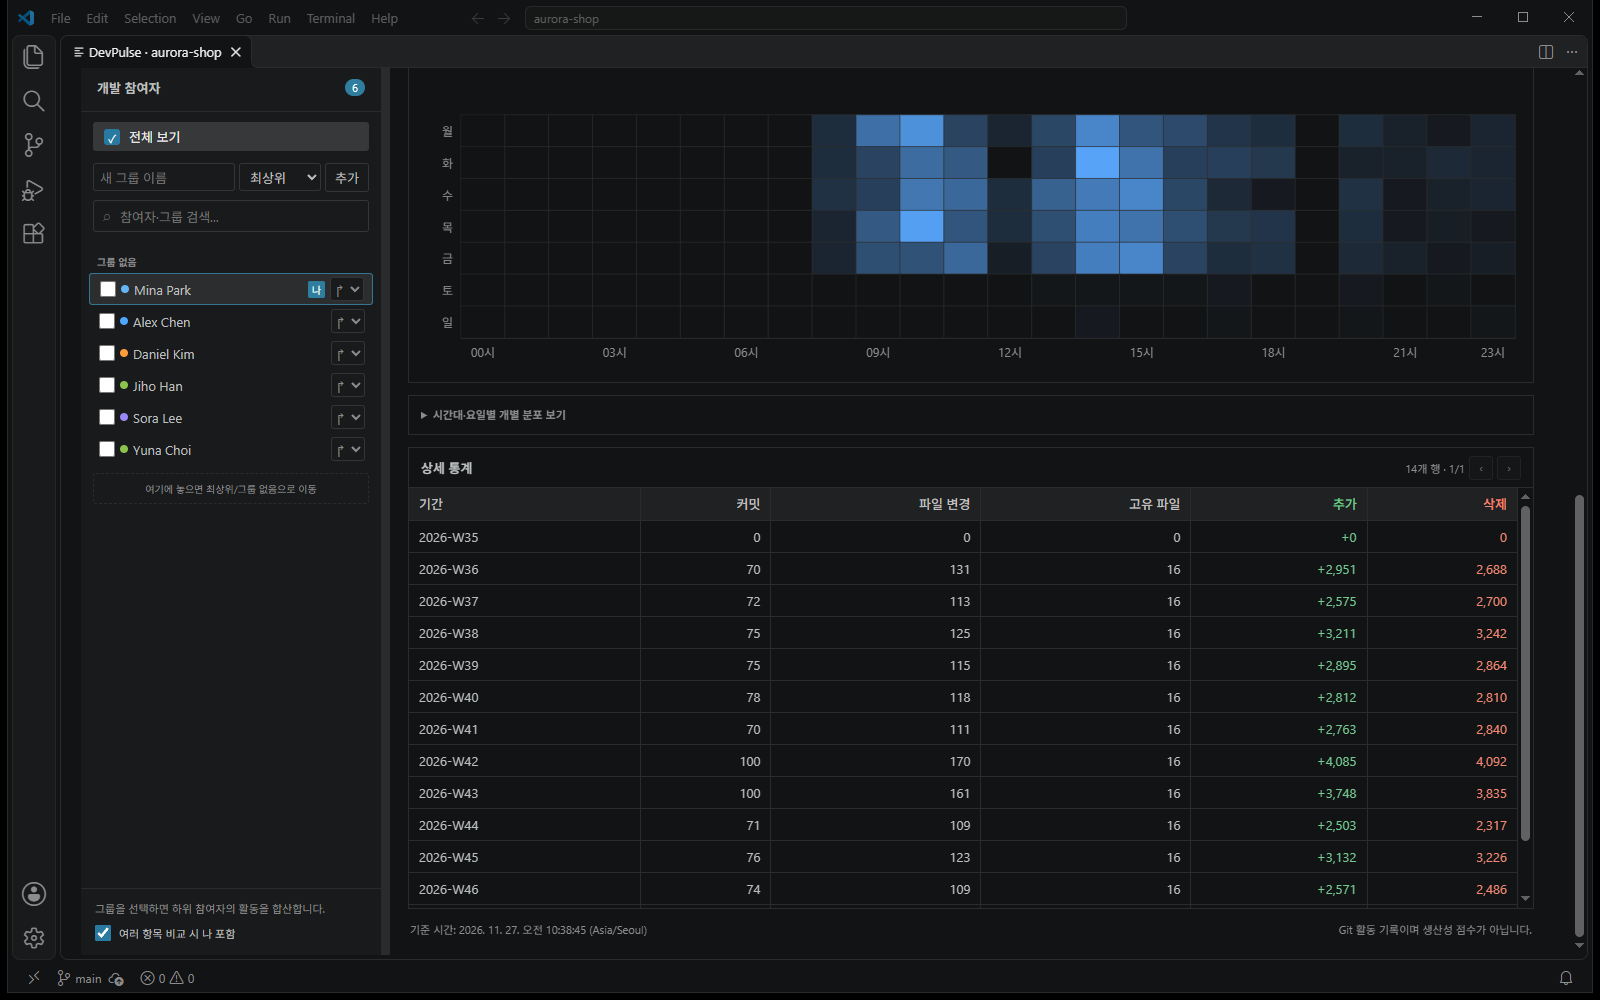 File Edit Selection View Go Run Terminal Help
aurora-shop
DevPulse · aurora-shop
개발 참여자 6
전체 보기
새 그룹 이름 최상위 추가
참여자·그룹 검색...
그룹 없음
Mina Park 나
Alex Chen
Daniel Kim
Jiho Han
Sora Lee
Yuna Choi
여기에 놓으면 최상위/그룹 없음으로 이동
그룹을 선택하면 하위 참여자의 활동을 합산합니다.
여러 항목 비교 시 나 포함
월
화
수
목
금
토
일
00시 03시 06시 09시 12시 15시 18시 21시 23시
시간대·요일별 개별 분포 보기
상세 통계 14개 행 · 1/1
기간 커밋 파일 변경 고유 파일 추가 삭제
2026-W35 0 0 0 +0 0
2026-W36 70 131 16 +2,951 2,688
2026-W37 72 113 16 +2,575 2,700
2026-W38 75 125 16 +3,211 3,242
2026-W39 75 115 16 +2,895 2,864
2026-W40 78 118 16 +2,812 2,810
2026-W41 70 111 16 +2,763 2,840
2026-W42 100 170 16 +4,085 4,092
2026-W43 100 161 16 +3,748 3,835
2026-W44 71 109 16 +2,503 2,317
2026-W45 76 123 16 +3,132 3,226
2026-W46 74 109 16 +2,571 2,486
기준 시간: 2026. 11. 27. 오전 10:38:45 (Asia/Seoul) Git 활동 기록이며 생산성 점수가 아닙니다.
main 0 0